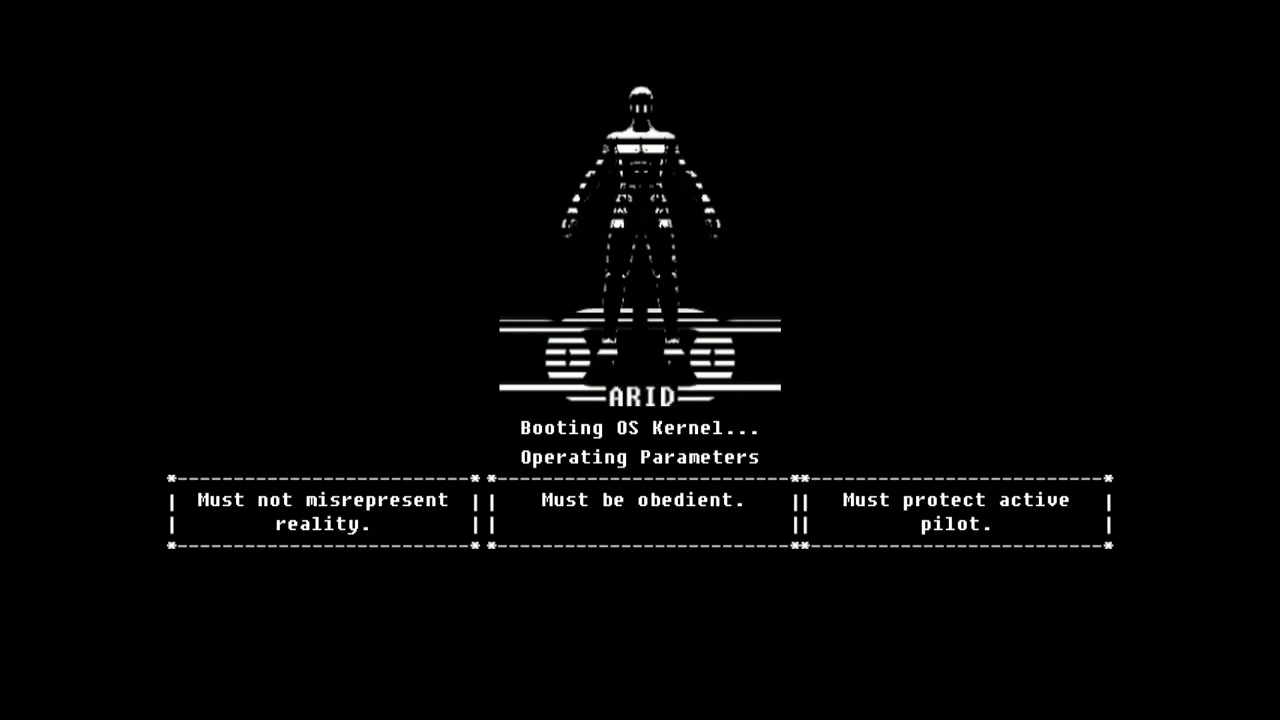 ARID
Booting OS Kernel...
Operating Parameters
Must not misrepresent
reality.
Must be obedient.
Must protect active
pilot.